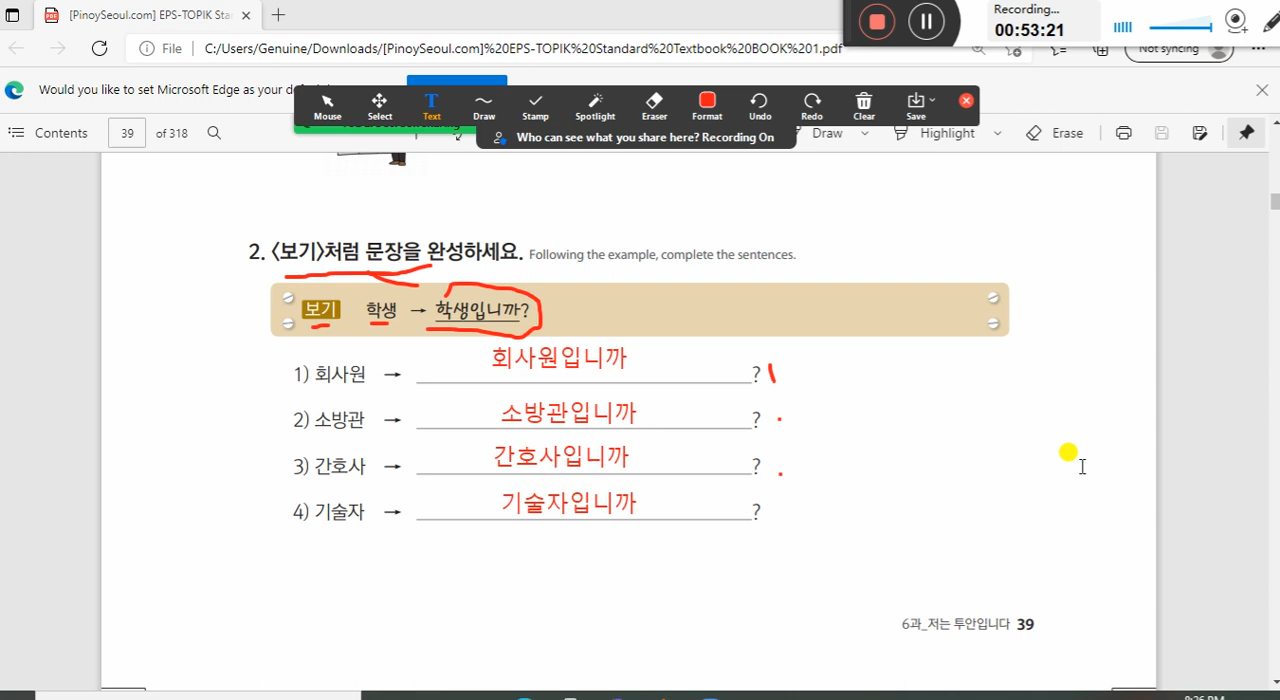 [PinoySeoul.com] EPS-TOPIK Sta
Recording...
00:53:21
File
C:/Users/Genuine/Downloads/[PinoySeoul.com]%20EPS-TOPIK%20Standard%20Textbook%20BOOK%201.pdf
Not syncing
Would you like to set Microsoft Edge as your de
Mouse Select Text Draw Stamp Spotlight Eraser Format Undo Redo Clear Save
Who can see what you share here? Recording On
Contents 39 of 318 Draw Highlight Erase
2. <보기>처럼 문장을 완성하세요. Following the example, complete the sentences.
보기 학생 → 학생입니까?
1) 회사원 → 회사원입니까 ?
2) 소방관 → 소방관입니까 ?
3) 간호사 → 간호사입니까 ?
4) 기술자 → 기술자입니까 ?
6과_저는 투안입니다 39